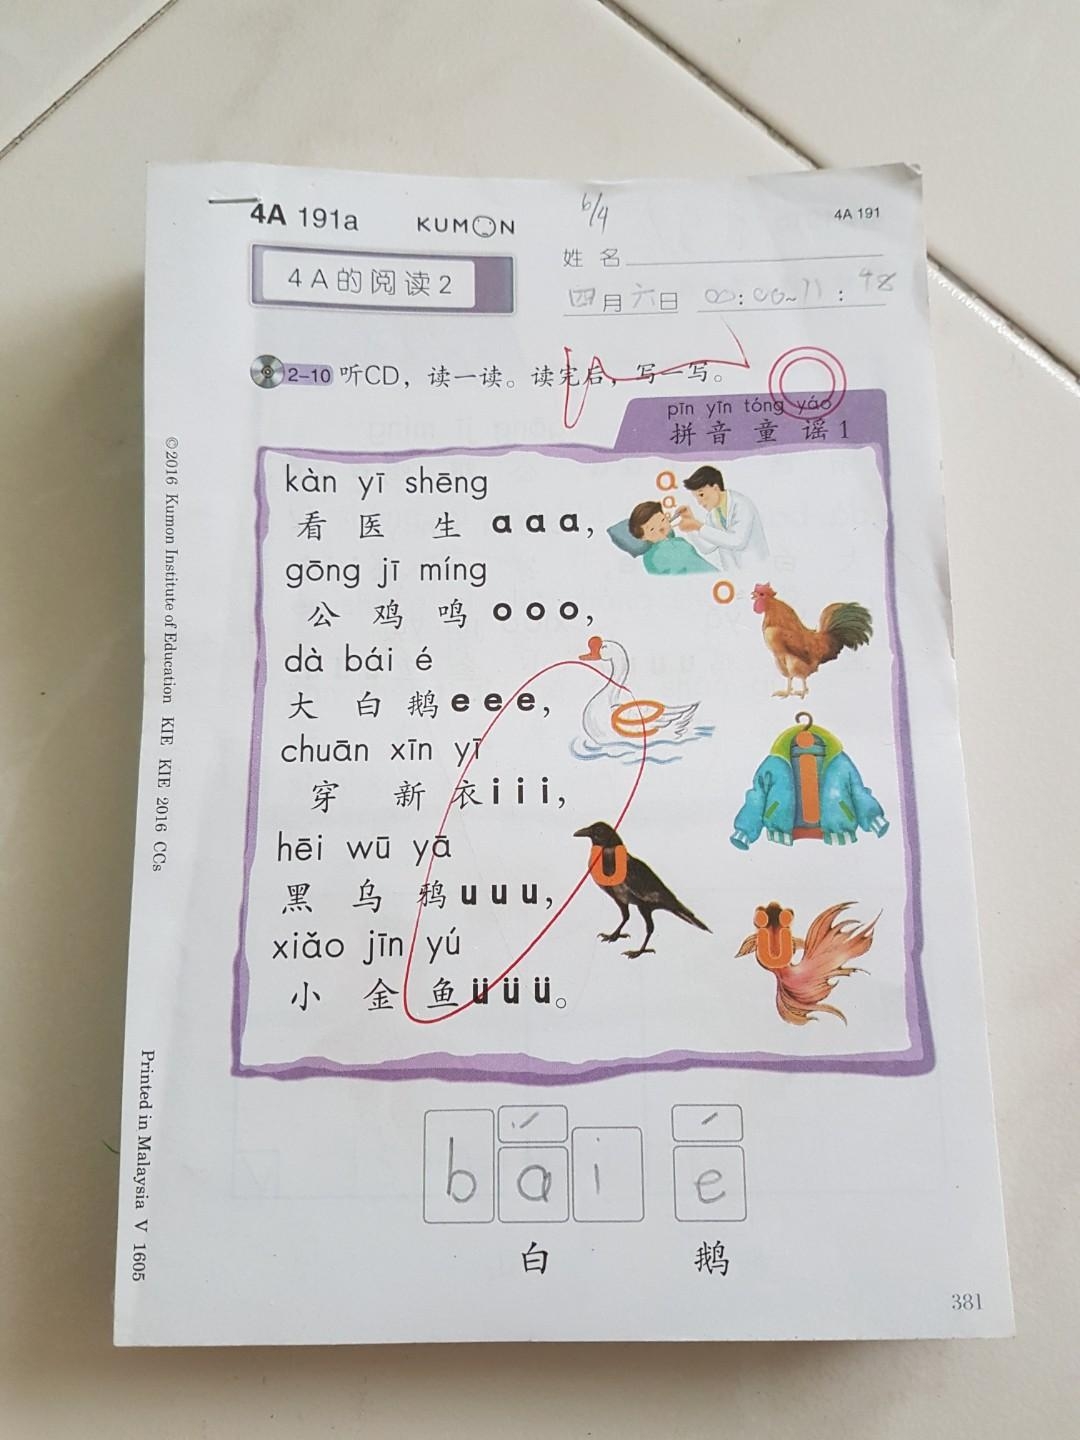 6/4
4A 191a KUMON 4A 191
4A的阅读2
姓 名
四月六日 00:00~11:48
2-10 听CD，读一读。读完后，写一写。
pīn yīn tóng yáo
拼 音 童 谣 1
kàn yī shēng
看 医 生 a a a，
a
a
a
gōng jī míng
公 鸡 鸣 o o o，
o
dà bái é
大 白 鹅 e e e，
e
chuān xīn yī
穿 新 衣 i i i，
i
hēi wū yā
黑 乌 鸦 u u u，
u
xiǎo jīn yú
小 金 鱼 ü ü ü。
ü
b á i é
白 鹅
381
©2016 Kumon Institute of Education KIE KIE 2016 CCs
Printed in Malaysia V 1605